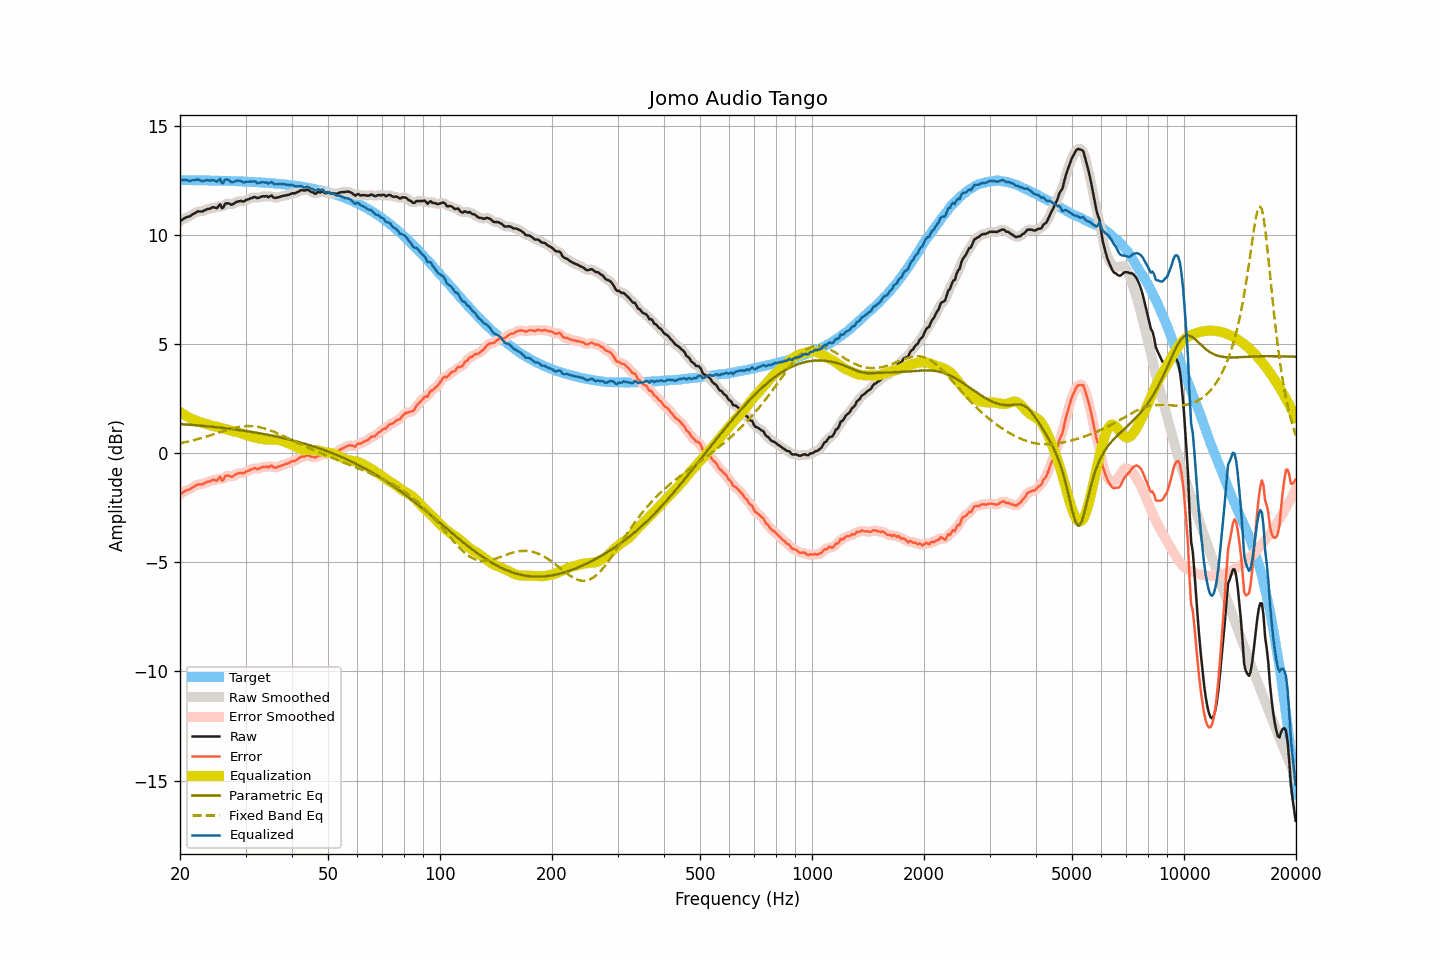 Jomo Audio Tango
15
10
5
0
−5
−10
−15
Amplitude (dBr)
Target
Raw Smoothed
Error Smoothed
Raw
Error
Equalization
Parametric Eq
Fixed Band Eq
Equalized
20 50 100 200 500 1000 2000 5000 10000 20000
Frequency (Hz)